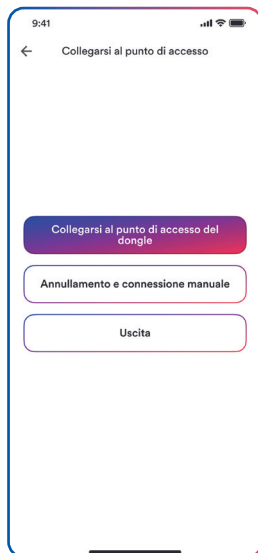 9:41
Collegarsi al punto di accesso
Collegarsi al punto di accesso del
dongle
Annullamento e connessione manuale
Uscita